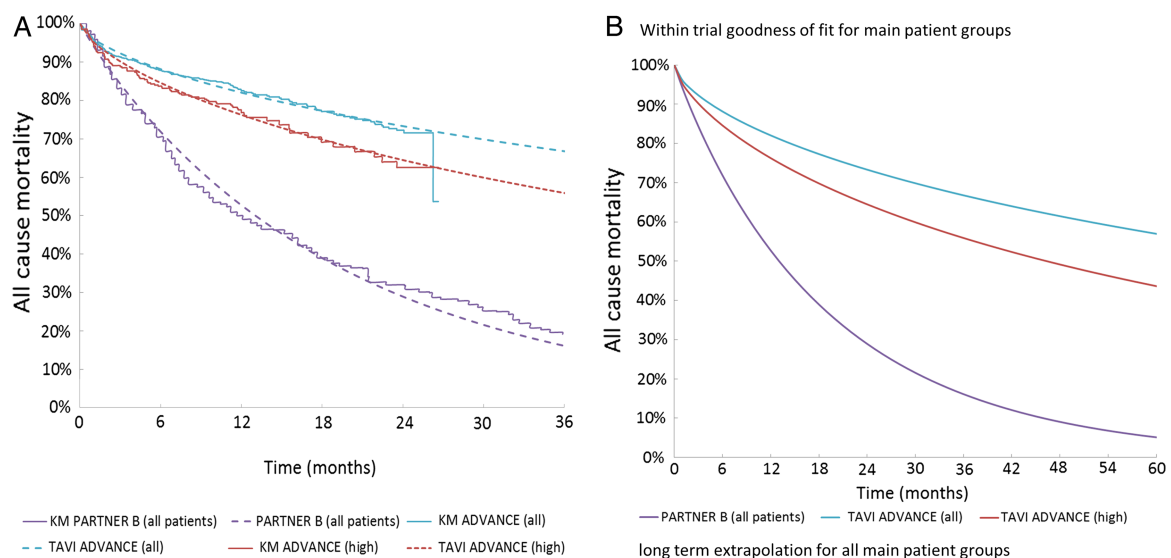 A
100%
90%
80%
70%
60%
50%
40%
30%
20%
10%
0%
All cause mortality
0 6 12 18 24 30 36
Time (months)
KM PARTNER B (all patients) PARTNER B (all patients) KM ADVANCE (all)
TAVI ADVANCE (all) KM ADVANCE (high) TAVI ADVANCE (high)
B Within trial goodness of fit for main patient groups
100%
90%
80%
70%
60%
50%
40%
30%
20%
10%
0%
All cause mortality
0 6 12 18 24 30 36 42 48 54 60
Time (months)
PARTNER B (all patients) TAVI ADVANCE (all) TAVI ADVANCE (high)
long term extrapolation for all main patient groups